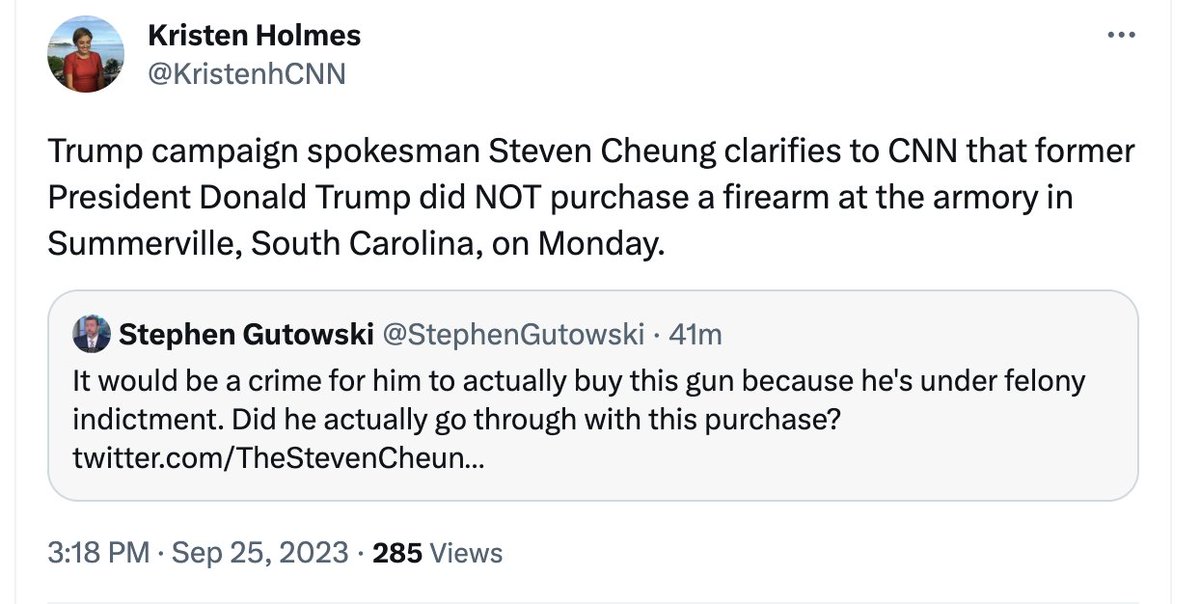 Kristen Holmes
@KristenhCNN
Trump campaign spokesman Steven Cheung clarifies to CNN that former
President Donald Trump did NOT purchase a firearm at the armory in
Summerville, South Carolina, on Monday.
Stephen Gutowski @StephenGutowski · 41m
It would be a crime for him to actually buy this gun because he's under felony
indictment. Did he actually go through with this purchase?
twitter.com/TheStevenCheun...
3:18 PM · Sep 25, 2023 · 285 Views